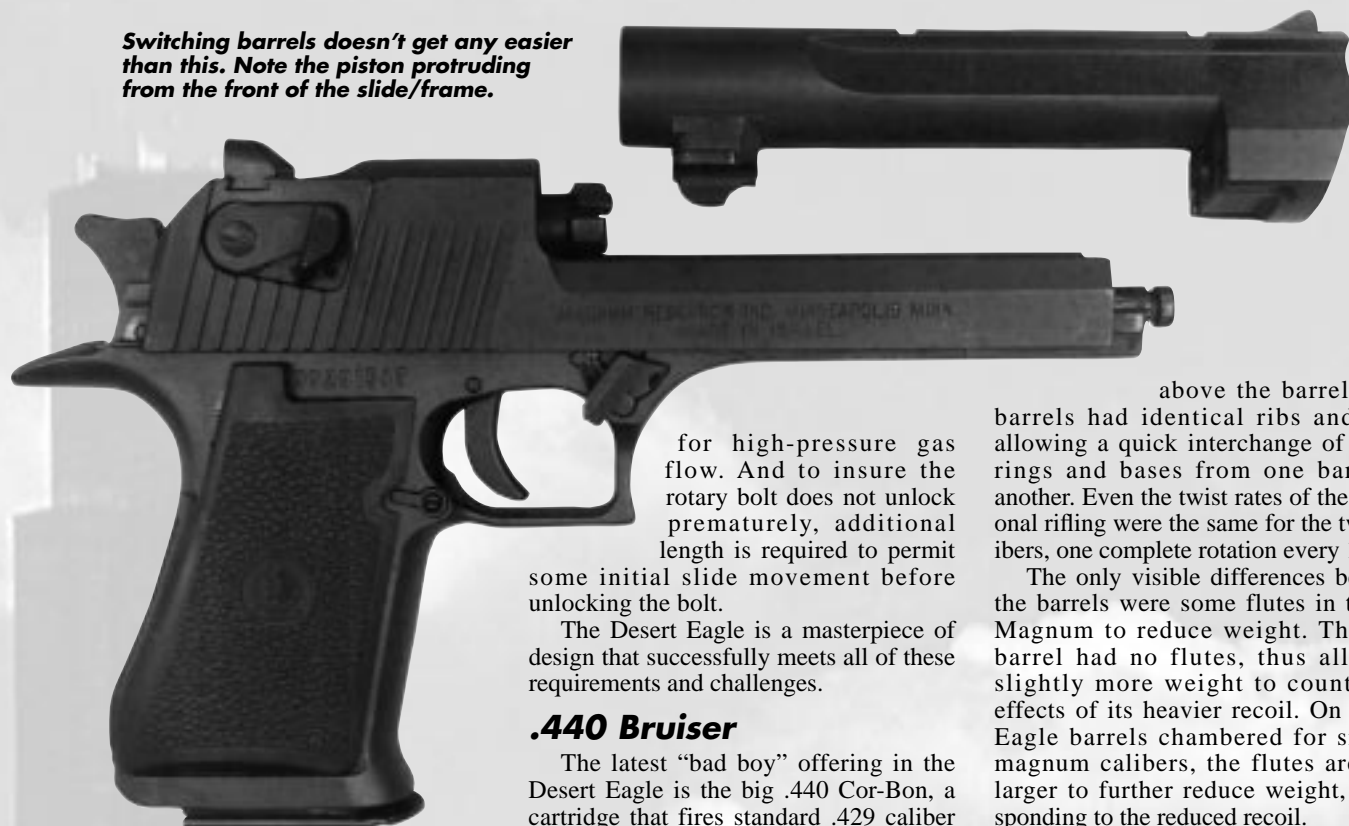 Switching barrels doesn’t get any easier
than this. Note the piston protruding
from the front of the slide/frame.
MAGNUM RESEARCH INC. MINNEAPOLIS MINN.
MADE IN ISRAEL
for high-pressure gas
flow. And to insure the
rotary bolt does not unlock
prematurely, additional
length is required to permit
some initial slide movement before
unlocking the bolt.
The Desert Eagle is a masterpiece of
design that successfully meets all of these
requirements and challenges.
.440 Bruiser
The latest “bad boy” offering in the
Desert Eagle is the big .440 Cor-Bon, a
cartridge that fires standard .429 caliber
above the barrel
barrels had identical ribs and
allowing a quick interchange of
rings and bases from one bar
another. Even the twist rates of the
onal rifling were the same for the tw
ibers, one complete rotation every
The only visible differences be
the barrels were some flutes in t
Magnum to reduce weight. Th
barrel had no flutes, thus all
slightly more weight to count
effects of its heavier recoil. On
Eagle barrels chambered for s
magnum calibers, the flutes are
larger to further reduce weight,
sponding to the reduced recoil.